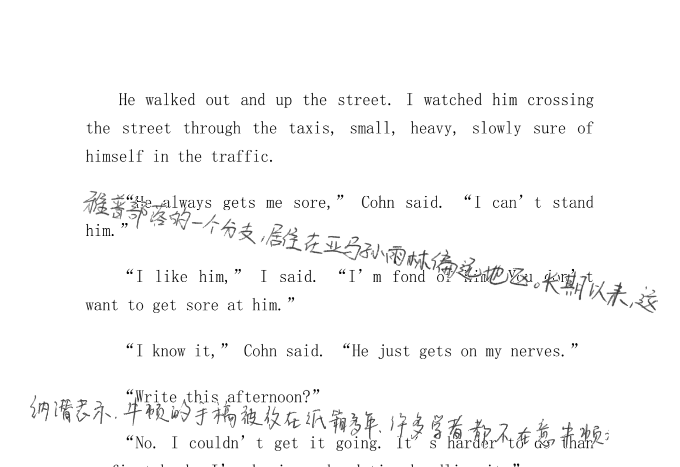 He walked out and up the street. I watched him crossing
the street through the taxis, small, heavy, slowly sure of
himself in the traffic.
“He always gets me sore,” Cohn said. “I can’t stand
him.”
雅普部落的一个分支,居住在亚马孙雨林偏远地区。长期以来,这
“I like him,” I said. “I’m fond of him. You don’t
want to get sore at him.”
“I know it,” Cohn said. “He just gets on my nerves.”
“Write this afternoon?”
纳潜表示,牛顿的手稿被放在纸箱多年,许多学者都不在意牛顿
“No. I couldn’t get it going. It’s harder to do than